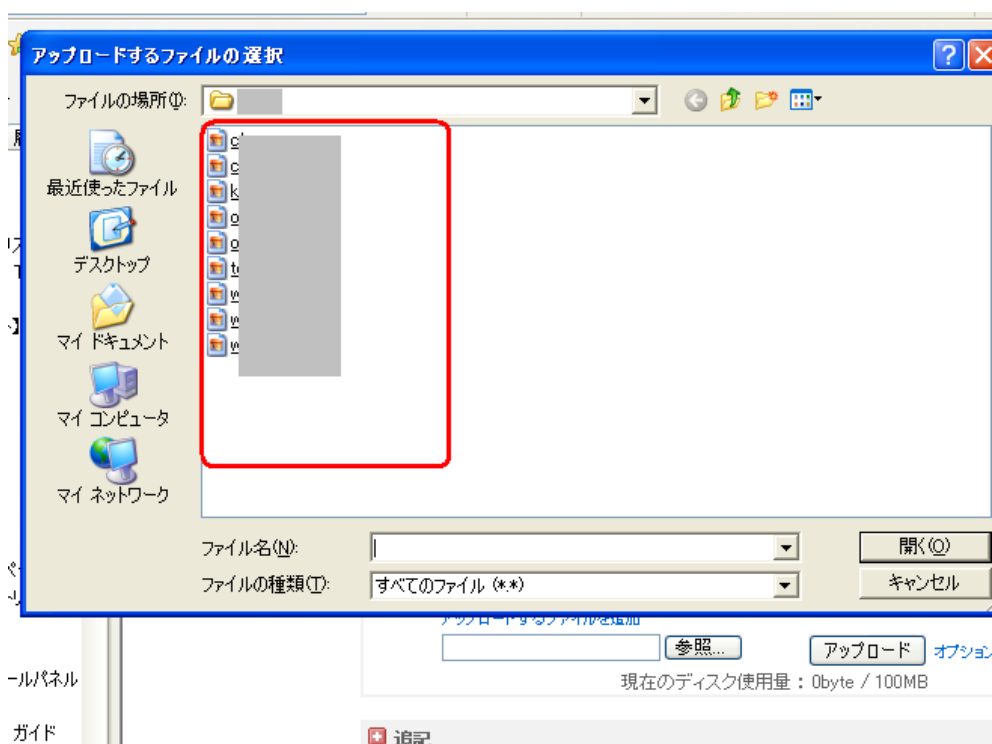 アップロードするファイルの選択
ファイルの場所(I):
最近使ったファイル
デスクトップ
マイ ドキュメント
マイ コンピュータ
マイ ネットワーク
c
k
o
o
w
w
w
ファイル名(N):
開く(O)
ファイルの種類(T):
すべてのファイル (*.*)
キャンセル
アップロードするファイルを追加
参照...
アップロード
オプション
現在のディスク使用量：0byte / 100MB
ールパネル
ガイド
追記